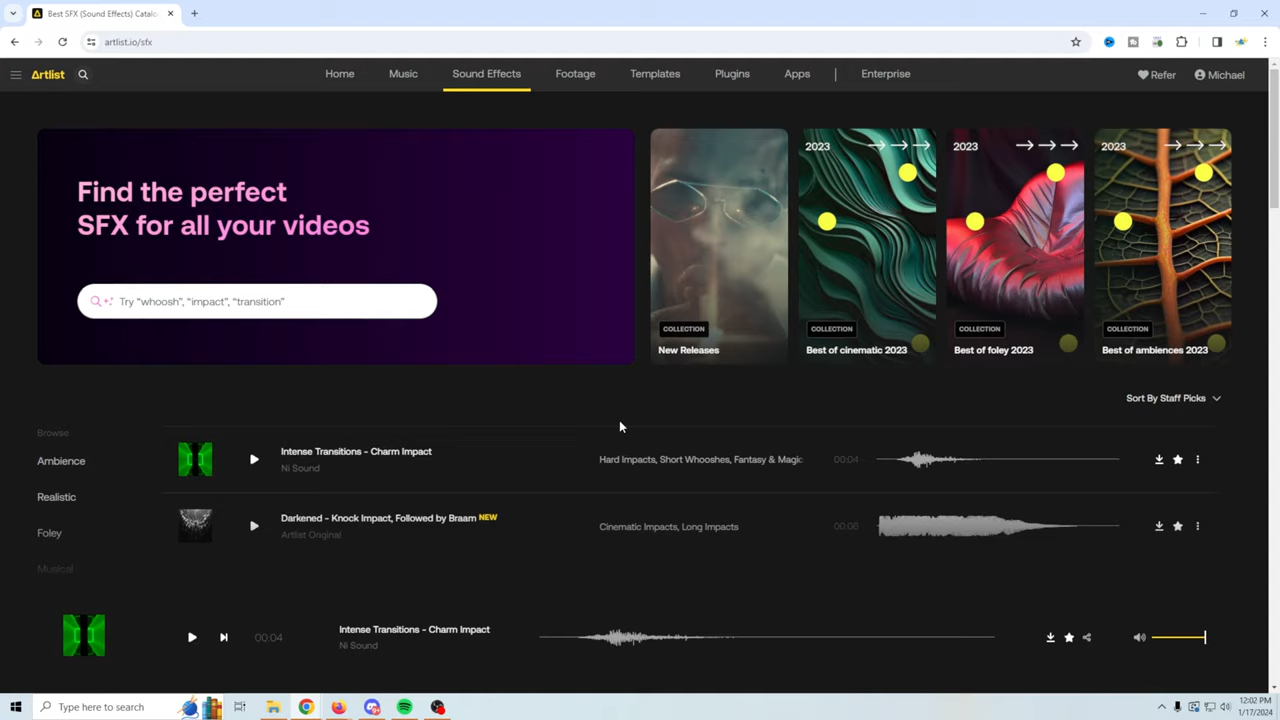 Best SFX (Sound Effects) Catalo
artlist.io/sfx
Artlist
Home
Music
Sound Effects
Footage
Templates
Plugins
Apps
Enterprise
Refer
Michael
Find the perfect
SFX for all your videos
Try "whoosh", "impact", "transition"
COLLECTION
New Releases
2023
COLLECTION
Best of cinematic 2023
2023
COLLECTION
Best of foley 2023
2023
COLLECTION
Best of ambiences 2023
Sort By Staff Picks
Browse
Ambience
Realistic
Foley
Musical
Intense Transitions - Charm Impact
Ni Sound
Hard Impacts, Short Whooshes, Fantasy & Magic
00:04
Darkened - Knock Impact, Followed by Braam NEW
Artlist Original
Cinematic Impacts, Long Impacts
00:06
00:04
Intense Transitions - Charm Impact
Ni Sound
Type here to search
12:02 PM
1/17/2024